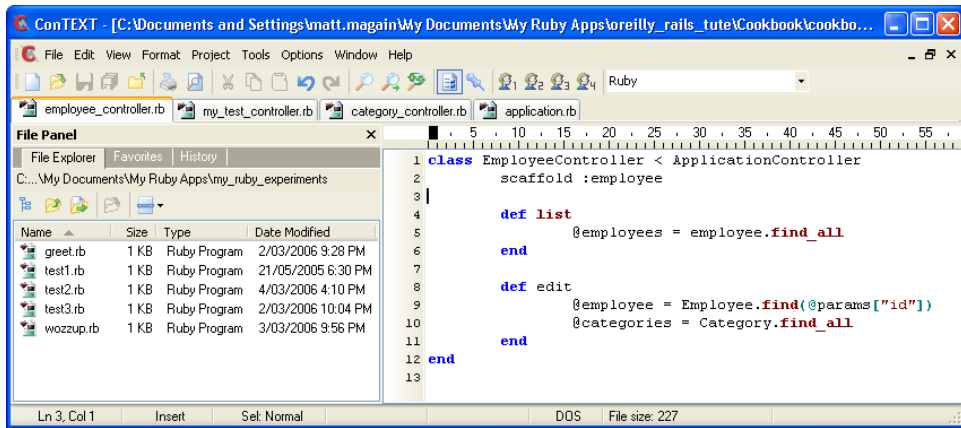 ConTEXT - [C:\Documents and Settings\matt.magain\My Documents\My Ruby Apps\oreilly_rails_tute\Cookbook\cookbo...
File Edit View Format Project Tools Options Window Help
1 2 3 4 Ruby
employee_controller.rb my_test_controller.rb category_controller.rb application.rb
File Panel
File Explorer Favorites History
C:...\My Documents\My Ruby Apps\my_ruby_experiments
Name Size Type Date Modified
greet.rb 1 KB Ruby Program 2/03/2006 9:28 PM
test1.rb 1 KB Ruby Program 21/05/2005 6:30 PM
test2.rb 1 KB Ruby Program 4/03/2006 4:10 PM
test3.rb 1 KB Ruby Program 2/03/2006 10:04 PM
wozzup.rb 1 KB Ruby Program 3/03/2006 9:56 PM
5 10 15 20 25 30 35 40 45 50 55
1 class EmployeeController < ApplicationController
2 scaffold :employee
3
4 def list
5 @employees = employee.find_all
6 end
7
8 def edit
9 @employee = Employee.find(@params["id"])
10 @categories = Category.find_all
11 end
12 end
13
Ln 3, Col 1 Insert Sel: Normal DOS File size: 227